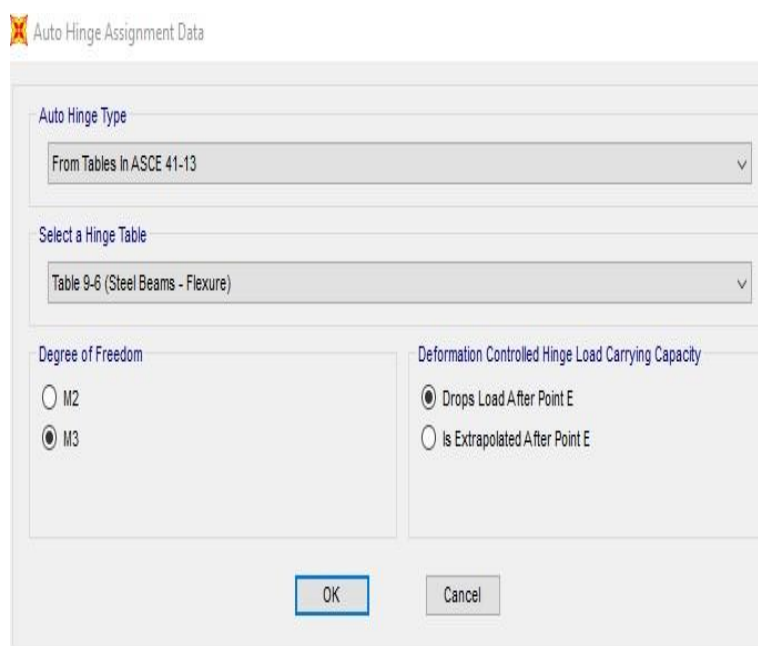 Auto Hinge Assignment Data
Auto Hinge Type
From Tables In ASCE 41-13
Select a Hinge Table
Table 9-6 (Steel Beams - Flexure)
Degree of Freedom
M2
M3
Deformation Controlled Hinge Load Carrying Capacity
Drops Load After Point E
Is Extrapolated After Point E
OK
Cancel